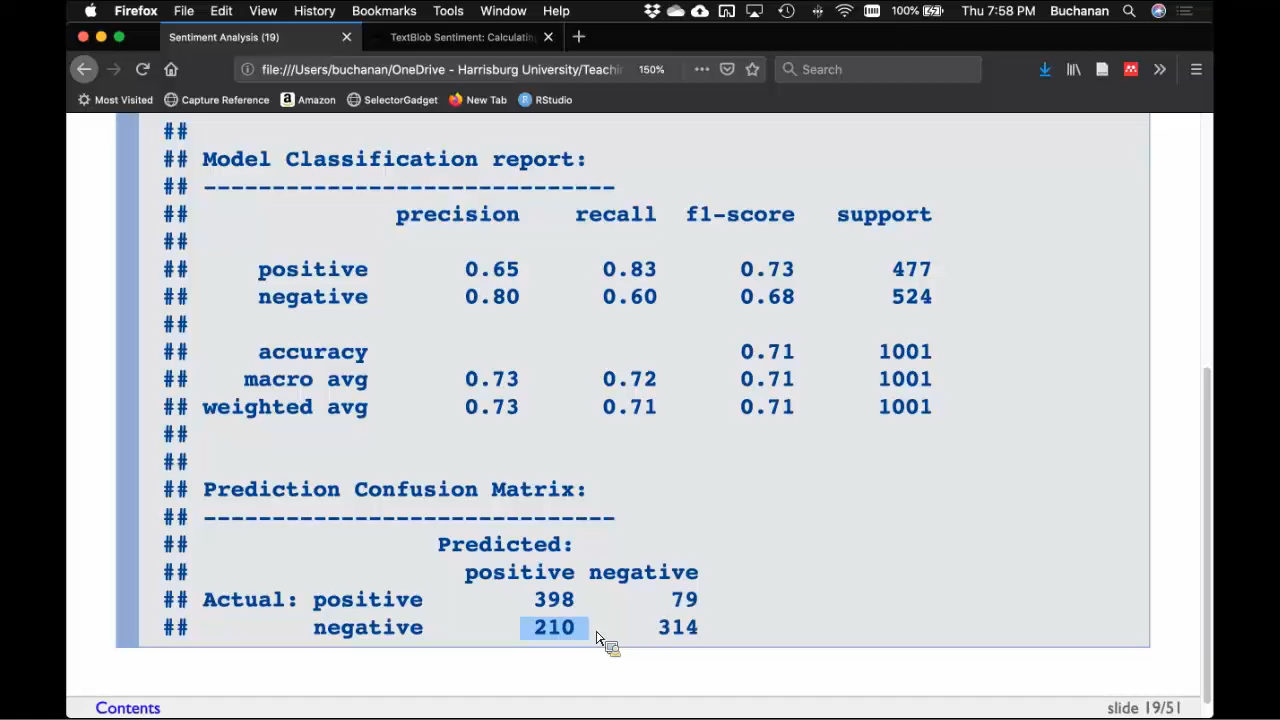 Firefox File Edit View History Bookmarks Tools Window Help 100% Thu 7:58 PM Buchanan
Sentiment Analysis (19) TextBlob Sentiment: Calculatin
file:///Users/buchanan/OneDrive - Harrisburg University/Teachin 150% Search
Most Visited Capture Reference Amazon SelectorGadget New Tab RStudio
##
## Model Classification report:
## ------------------------------
## precision recall f1-score support
##
## positive 0.65 0.83 0.73 477
## negative 0.80 0.60 0.68 524
##
## accuracy 0.71 1001
## macro avg 0.73 0.72 0.71 1001
## weighted avg 0.73 0.71 0.71 1001
##
##
## Prediction Confusion Matrix:
## ------------------------------
## Predicted:
## positive negative
## Actual: positive 398 79
## negative 210 314
Contents slide 19/51